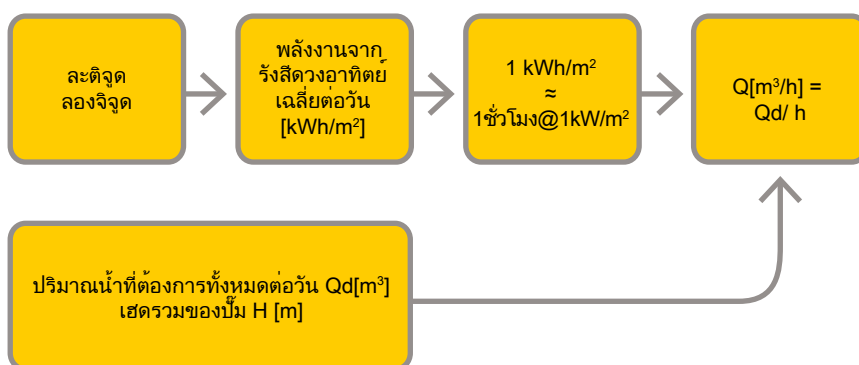 ละติจูด
ลองจิจูด
พลังงานจาก
รังสีดวงอาทิตย์
เฉลี่ยต่อวัน
[kWh/m²]
1 kWh/m²
≈
1ชั่วโมง@1kW/m²
Q[m³/h] =
Qd/ h
ปริมาณน้ำที่ต้องการทั้งหมดต่อวัน Qd[m³]
เฮดรวมของปั๊ม H [m]